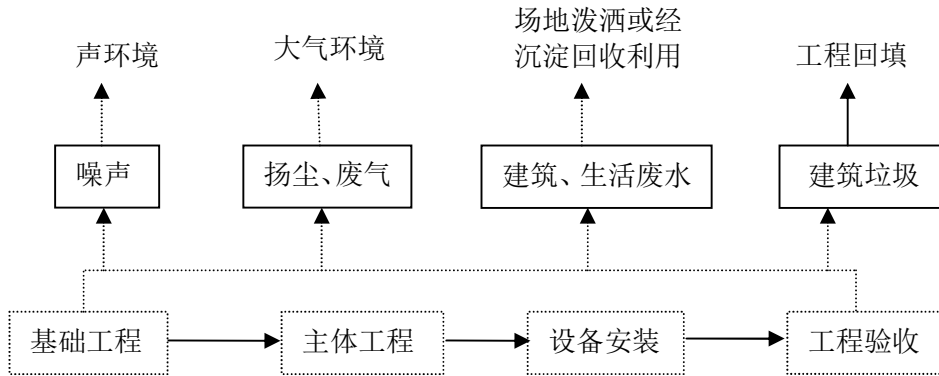 声环境
大气环境
场地泼洒或经
沉淀回收利用
工程回填
噪声
扬尘、废气
建筑、生活废水
建筑垃圾
基础工程
主体工程
设备安装
工程验收